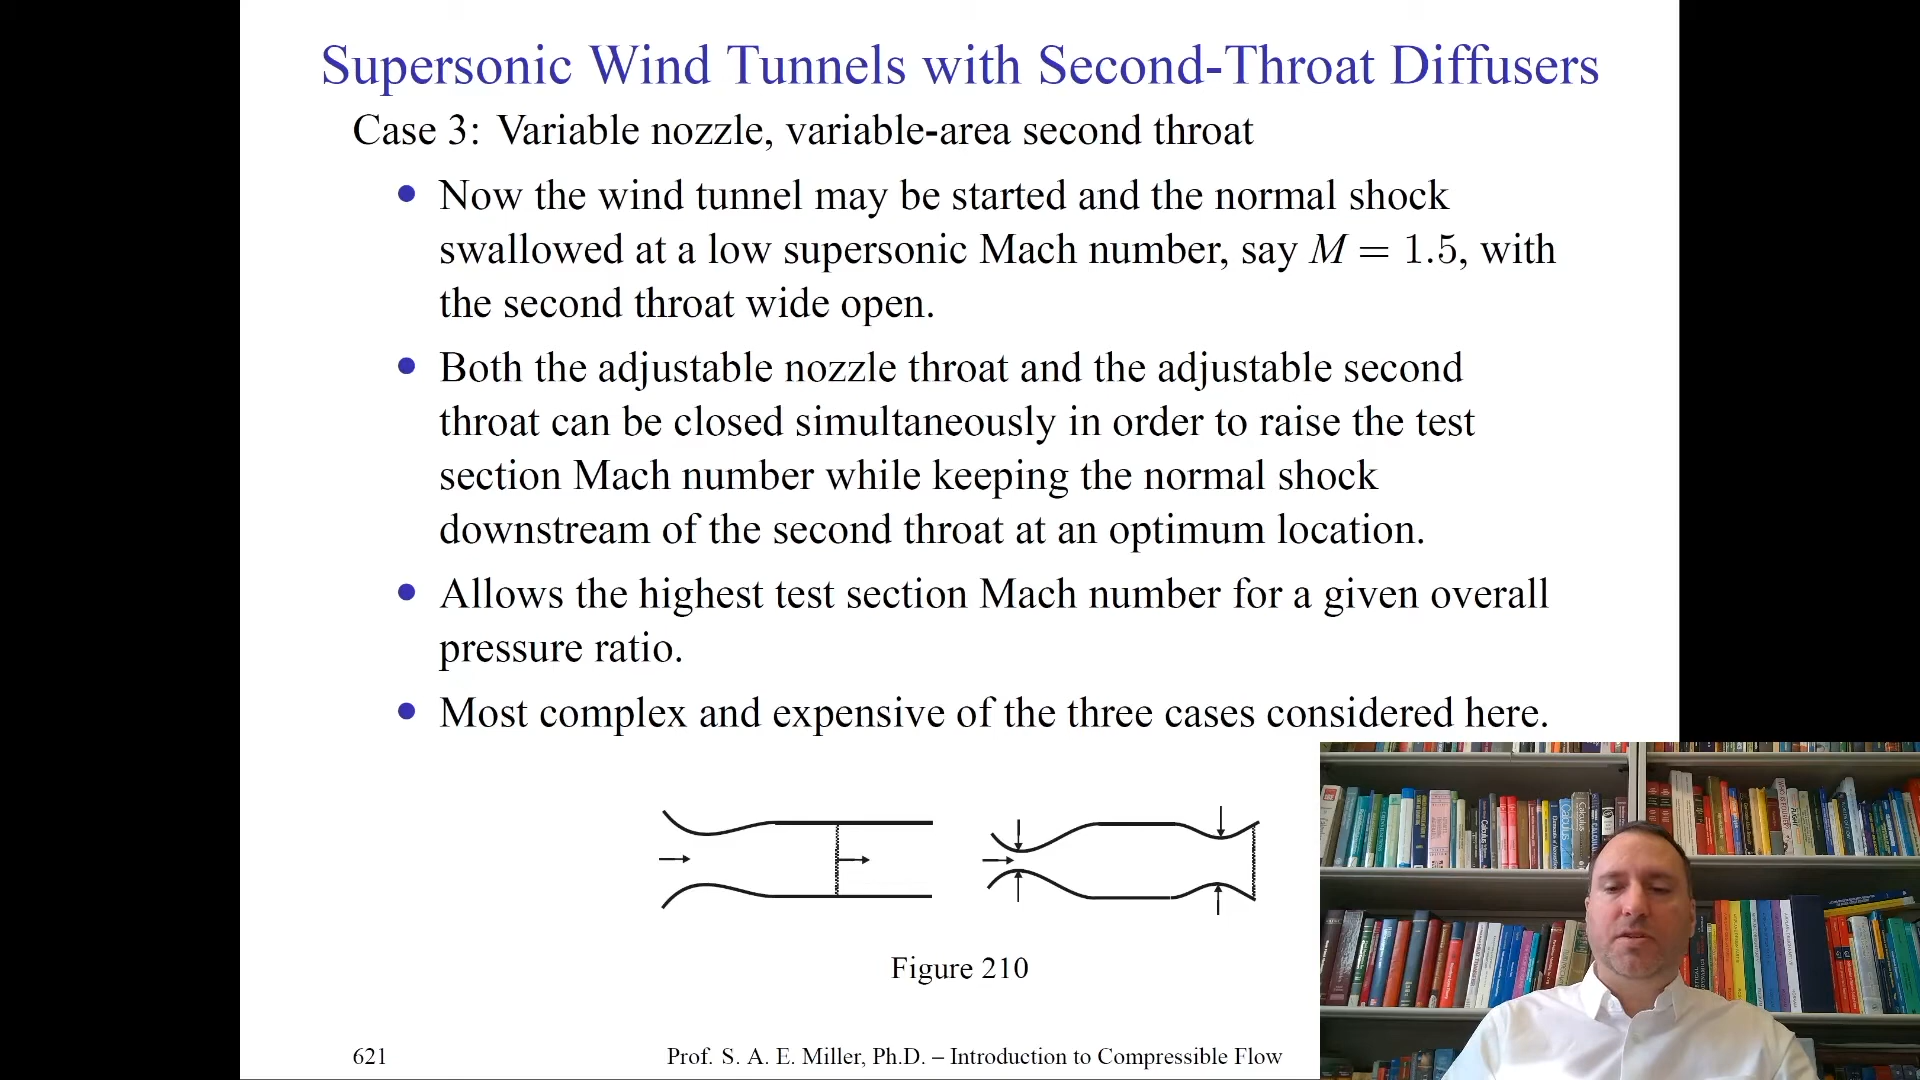 Supersonic Wind Tunnels with Second-Throat Diffusers
Case 3: Variable nozzle, variable-area second throat
• Now the wind tunnel may be started and the normal shock
swallowed at a low supersonic Mach number, say M = 1.5, with
the second throat wide open.
• Both the adjustable nozzle throat and the adjustable second
throat can be closed simultaneously in order to raise the test
section Mach number while keeping the normal shock
downstream of the second throat at an optimum location.
• Allows the highest test section Mach number for a given overall
pressure ratio.
• Most complex and expensive of the three cases considered here.
Figure 210
621
Prof. S. A. E. Miller, Ph.D. – Introduction to Compressible Flow